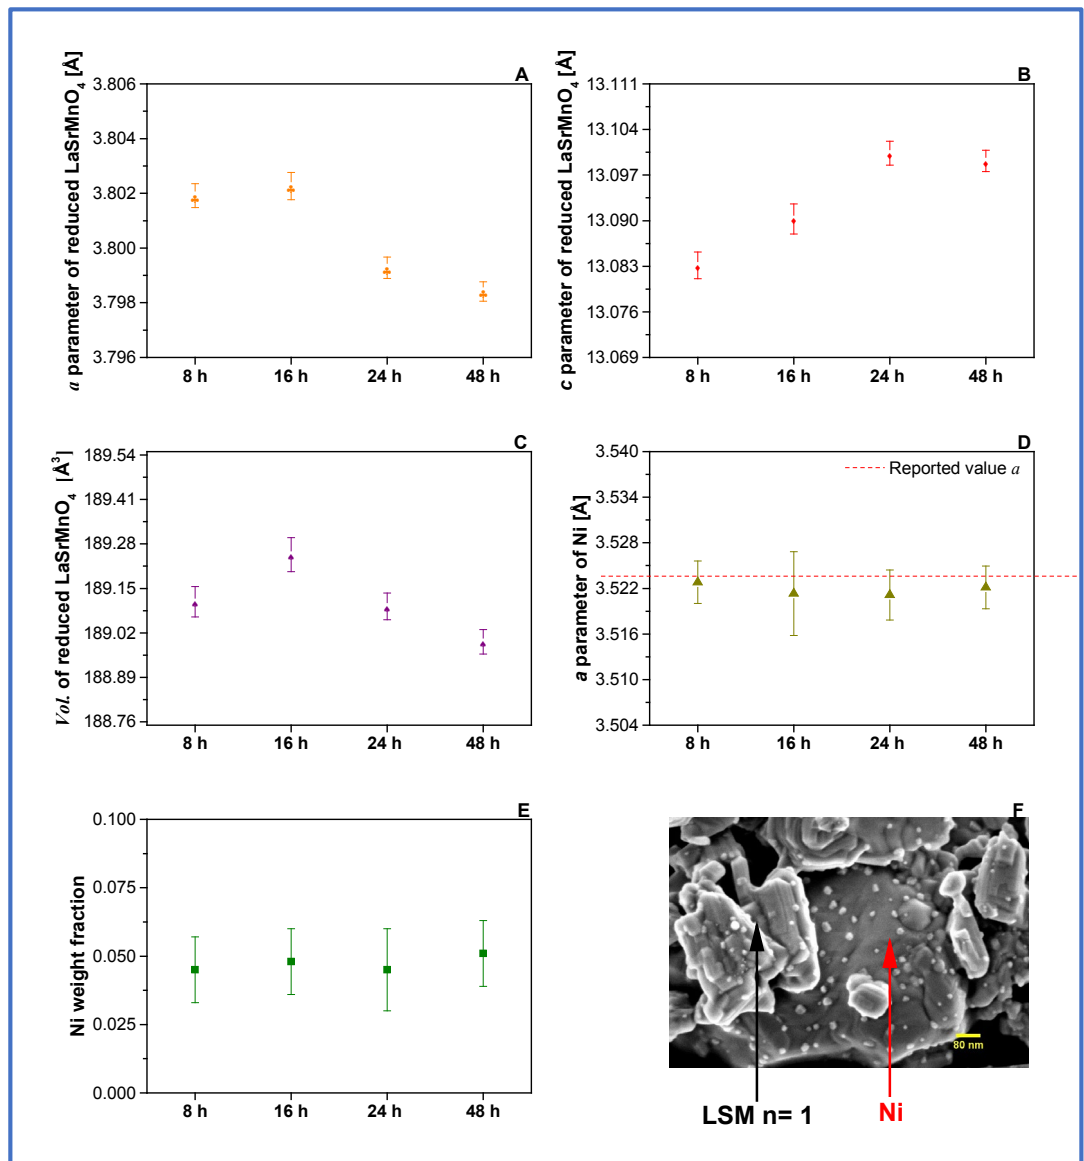 A
a parameter of reduced LaSrMnO₄ [Å]
3.806
3.804
3.802
3.800
3.798
3.796
8 h 16 h 24 h 48 h
B
c parameter of reduced LaSrMnO₄ [Å]
13.111
13.104
13.097
13.090
13.083
13.076
13.069
8 h 16 h 24 h 48 h
C
Vol. of reduced LaSrMnO₄ [Å³]
189.54
189.41
189.28
189.15
189.02
188.89
188.76
8 h 16 h 24 h 48 h
D
a parameter of Ni [Å]
3.540
3.534
3.528
3.522
3.516
3.510
3.504
Reported value a
8 h 16 h 24 h 48 h
E
Ni weight fraction
0.100
0.075
0.050
0.025
0.000
8 h 16 h 24 h 48 h
F
80 nm
LSM n= 1
Ni